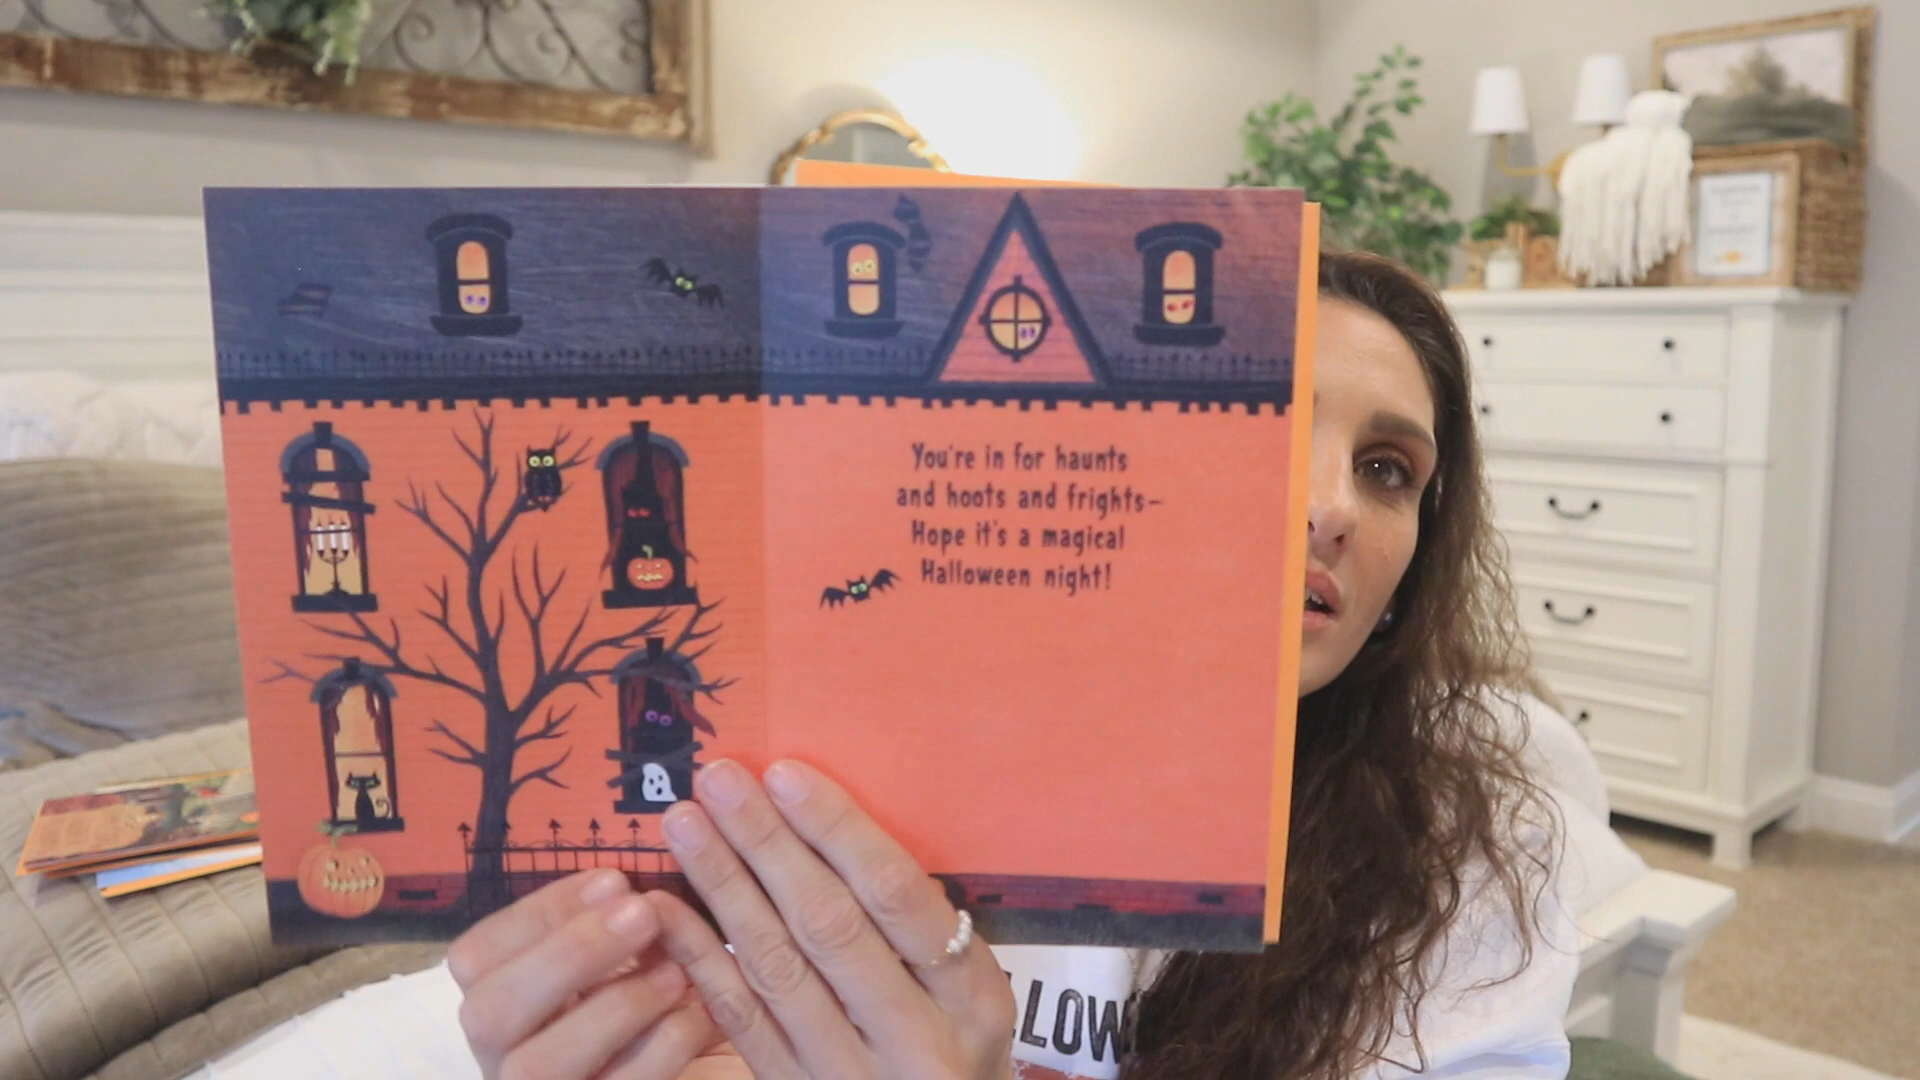 You're in for haunts
and hoots and frights–
Hope it's a magical
Halloween night!
LLOW